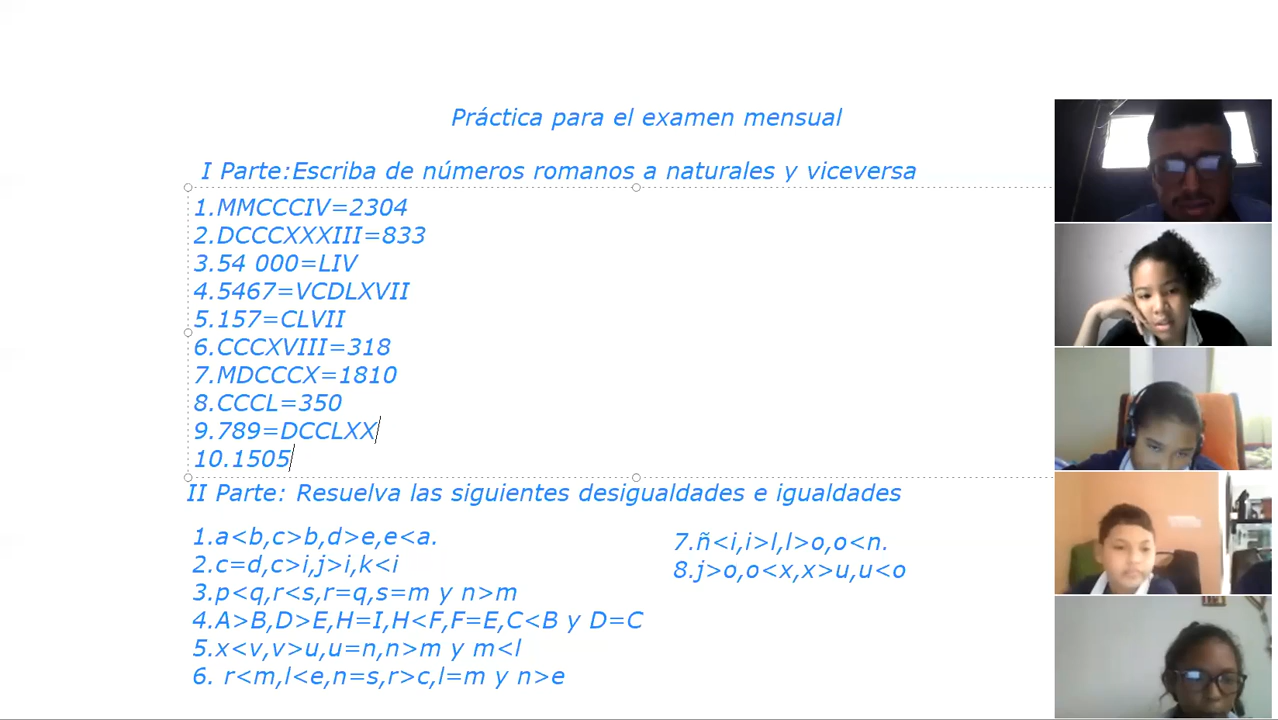 Práctica para el examen mensual
I Parte:Escriba de números romanos a naturales y viceversa
1.MMCCCIV=2304
2.DCCCXXXIII=833
3.54 000=LIV
4.5467=VCDLXVII
5.157=CLVII
6.CCCXVIII=318
7.MDCCCX=1810
8.CCCL=350
9.789=DCCLXX
10.1505
II Parte: Resuelva las siguientes desigualdades e igualdades
1.a<b,c>b,d>e,e<a.
2.c=d,c>i,j>i,k<i
3.p<q,r<s,r=q,s=m y n>m
4.A>B,D>E,H=I,H<F,F=E,C<B y D=C
5.x<v,v>u,u=n,n>m y m<l
6. r<m,l<e,n=s,r>c,l=m y n>e
7.ñ<i,i>l,l>o,o<n.
8.j>o,o<x,x>u,u<o